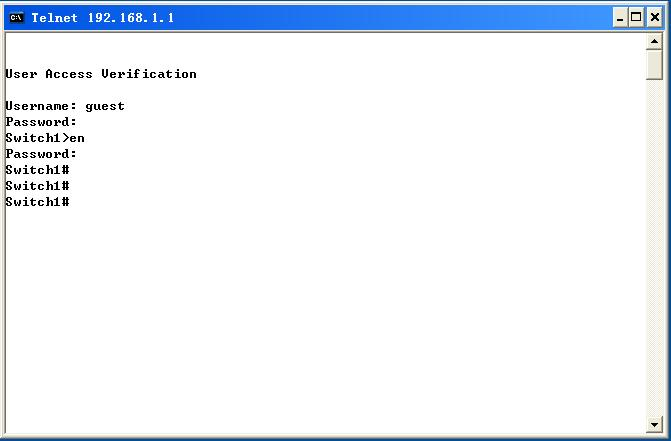 Telnet 192.168.1.1
User Access Verification
Username: guest
Password:
Switch1>en
Password:
Switch1#
Switch1#
Switch1#